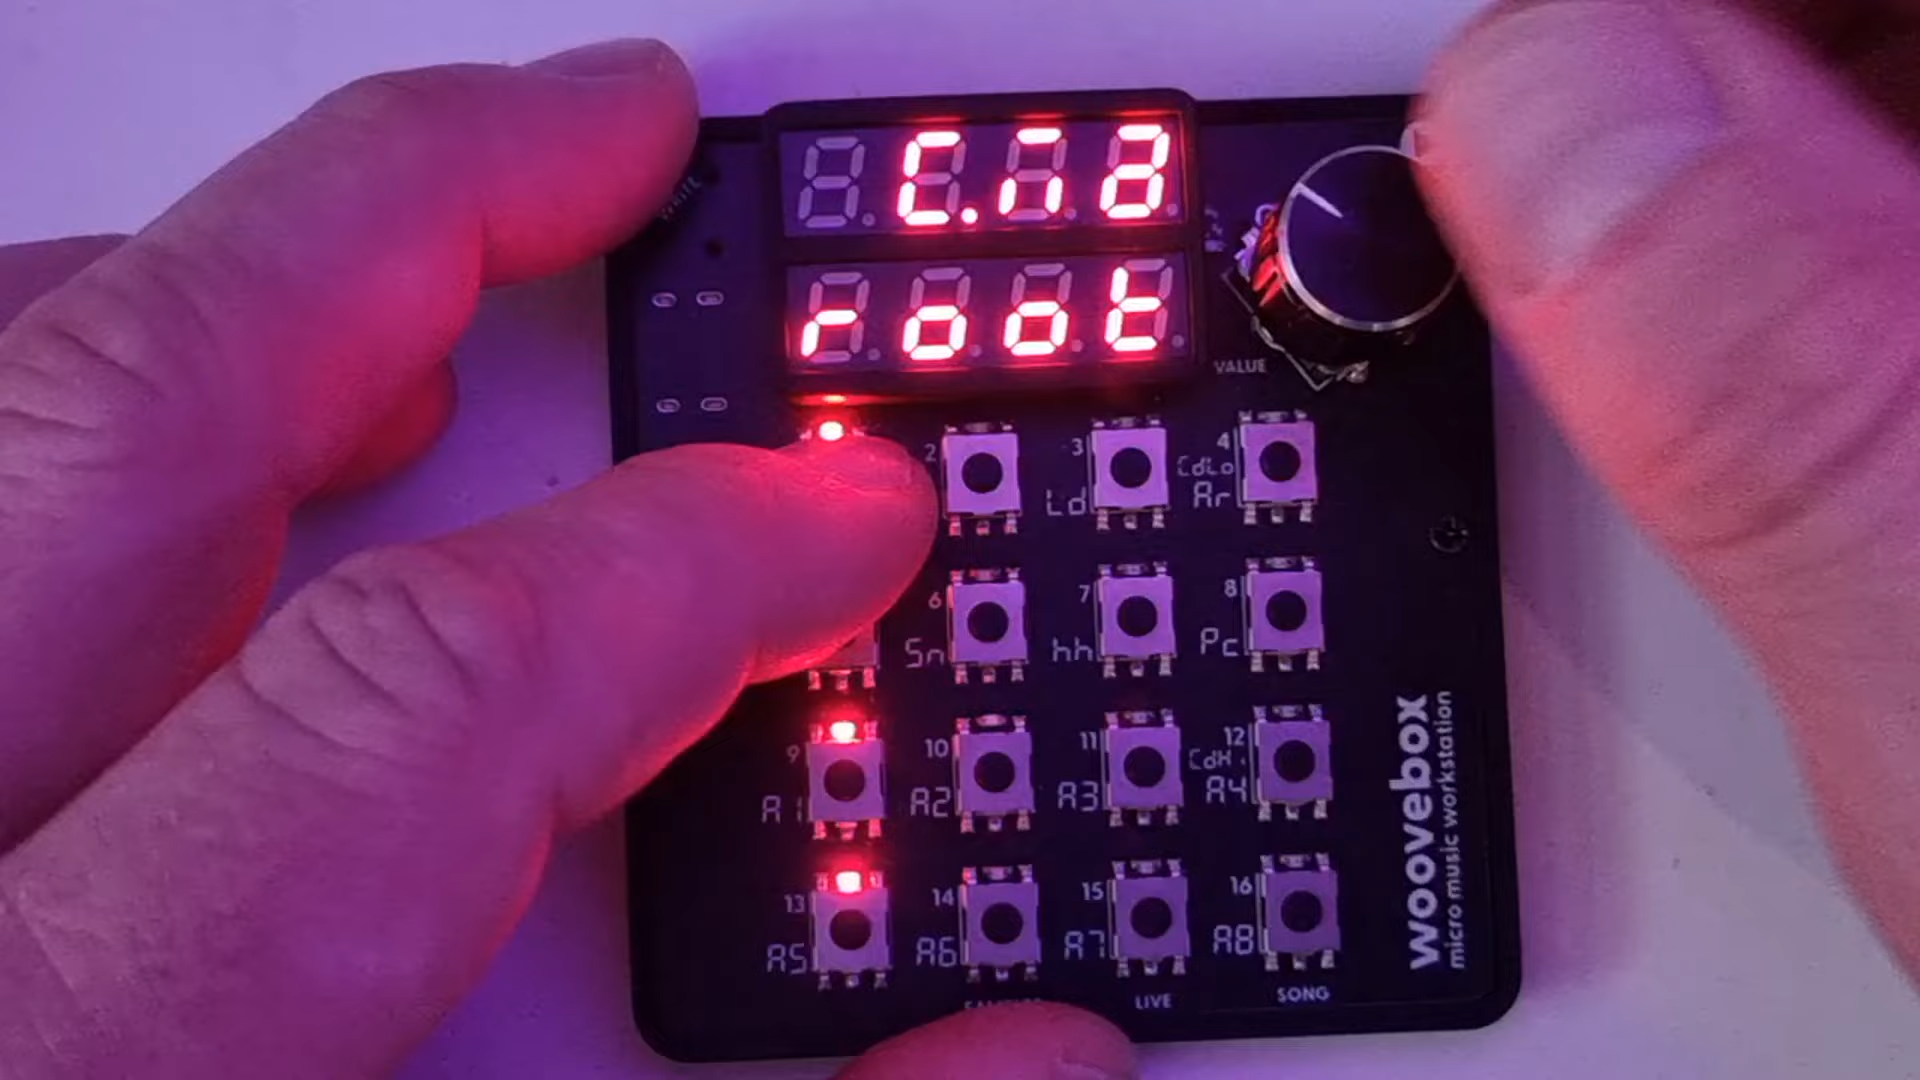 C.Ma
root
VALUE
2
3
Ld
4
CdLo
Ar
6
Sn
7
hh
8
Pc
9
A1
10
A2
11
A3
12
CdH.
A4
13
A5
14
A6
15
A7
16
A8
LIVE
SONG
woovebox
micro music workstation